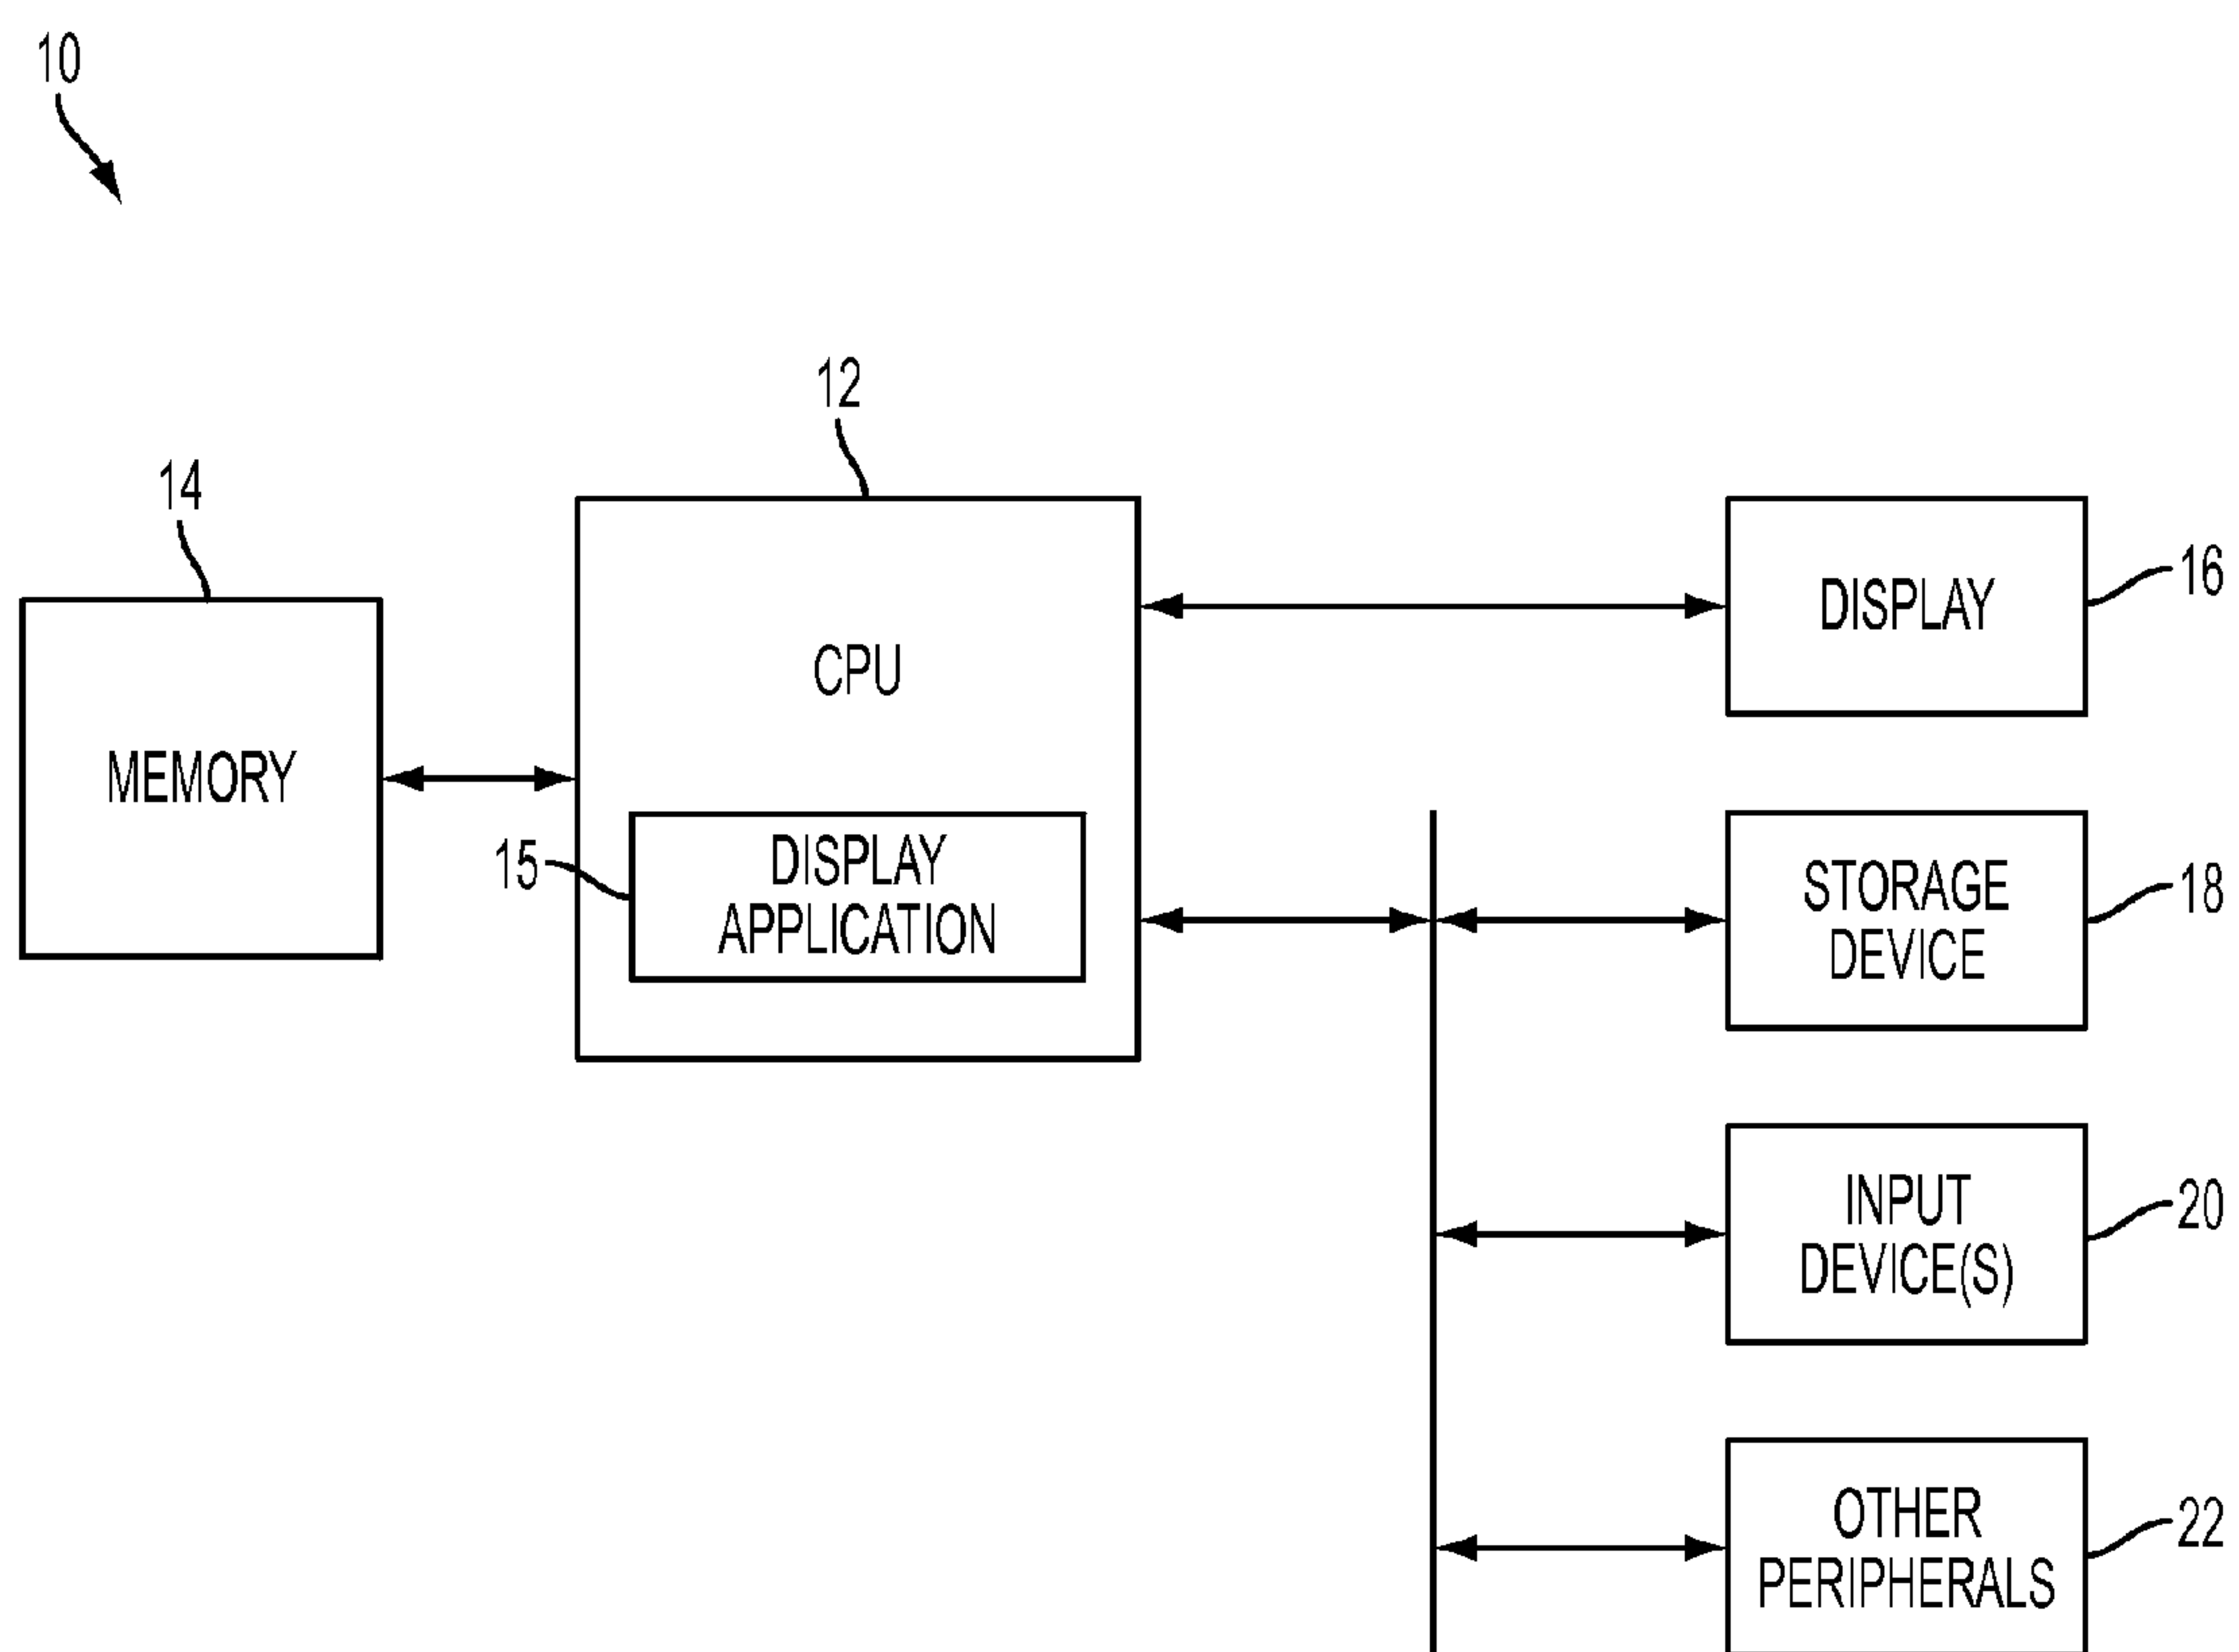 10
12
14
16
CPU
DISPLAY
MEMORY
15
DISPLAY
APPLICATION
STORAGE
DEVICE
18
INPUT
DEVICE(S)
20
OTHER
PERIPHERALS
22